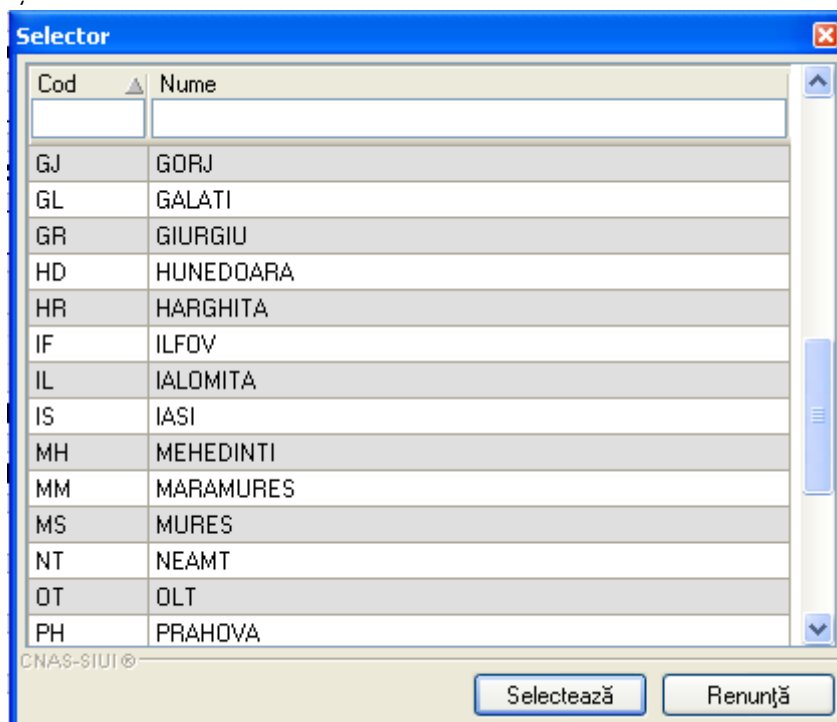 Selector
Cod Nume
GJ GORJ
GL GALATI
GR GIURGIU
HD HUNEDOARA
HR HARGHITA
IF ILFOV
IL IALOMITA
IS IASI
MH MEHEDINTI
MM MARAMURES
MS MURES
NT NEAMT
OT OLT
PH PRAHOVA
CNAS-SIUI®
Selectează Renunţă